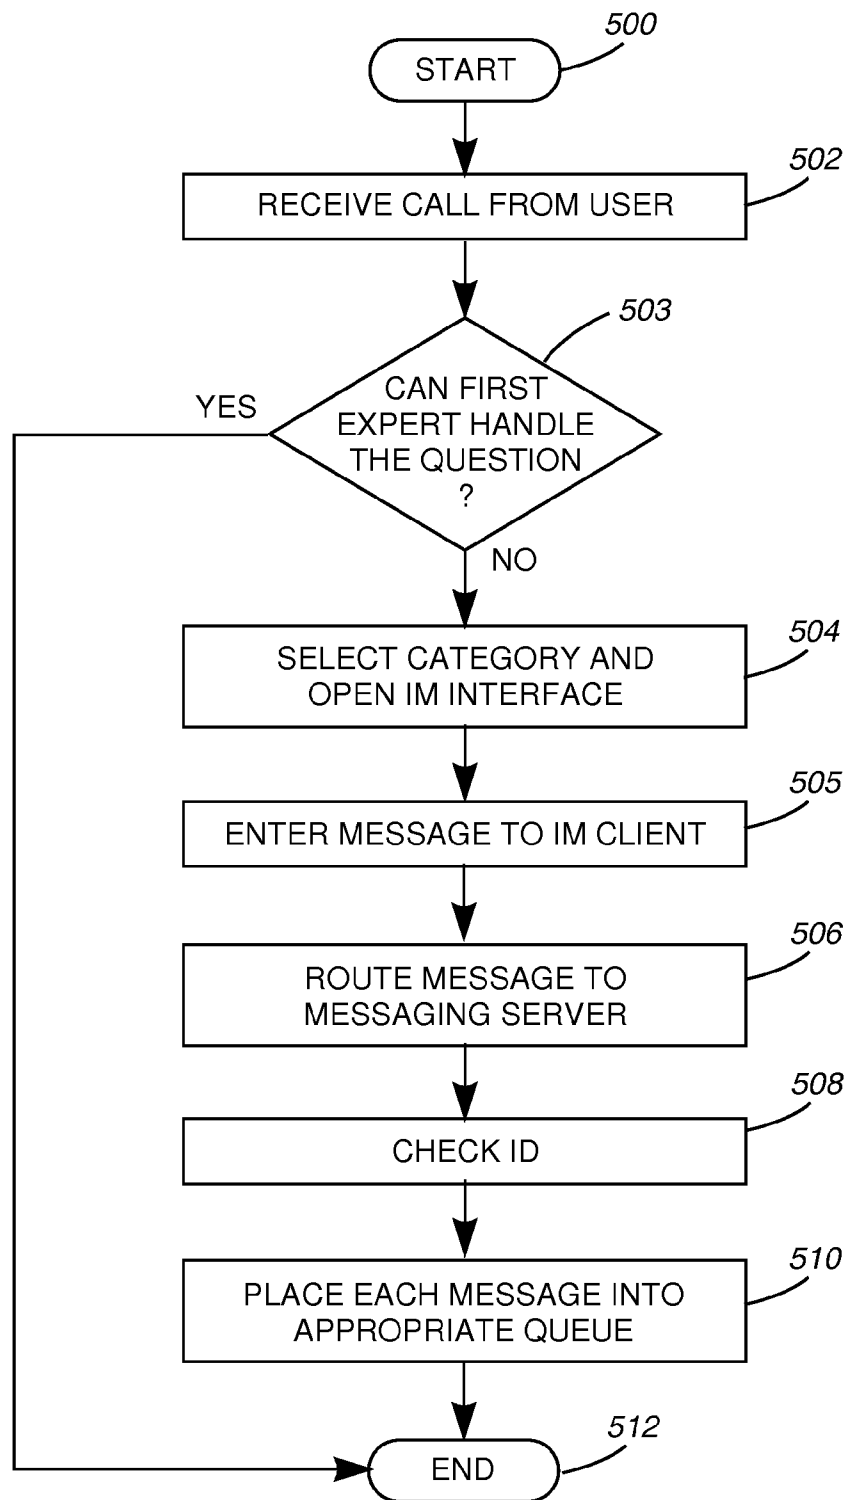 500
START
502
RECEIVE CALL FROM USER
503
CAN FIRST
EXPERT HANDLE
THE QUESTION
?
YES
NO
504
SELECT CATEGORY AND
OPEN IM INTERFACE
505
ENTER MESSAGE TO IM CLIENT
506
ROUTE MESSAGE TO
MESSAGING SERVER
508
CHECK ID
510
PLACE EACH MESSAGE INTO
APPROPRIATE QUEUE
512
END